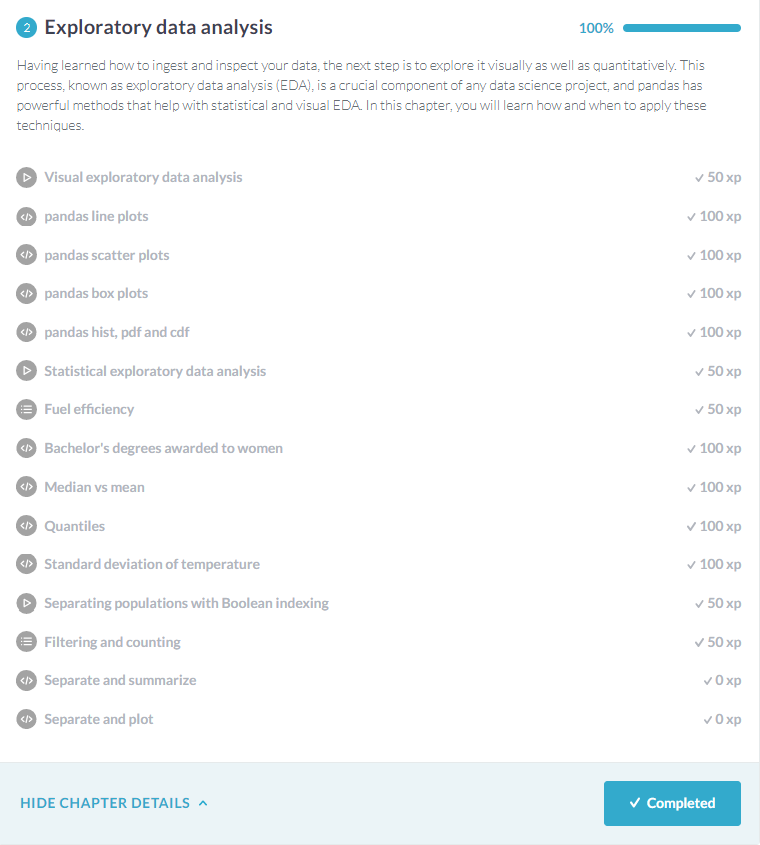 2 Exploratory data analysis 100%
Having learned how to ingest and inspect your data, the next step is to explore it visually as well as quantitatively. This
process, known as exploratory data analysis (EDA), is a crucial component of any data science project, and pandas has
powerful methods that help with statistical and visual EDA. In this chapter, you will learn how and when to apply these
techniques.
Visual exploratory data analysis 50 xp
pandas line plots 100 xp
pandas scatter plots 100 xp
pandas box plots 100 xp
pandas hist, pdf and cdf 100 xp
Statistical exploratory data analysis 50 xp
Fuel efficiency 50 xp
Bachelor's degrees awarded to women 100 xp
Median vs mean 100 xp
Quantiles 100 xp
Standard deviation of temperature 100 xp
Separating populations with Boolean indexing 50 xp
Filtering and counting 50 xp
Separate and summarize 0 xp
Separate and plot 0 xp
HIDE CHAPTER DETAILS Completed